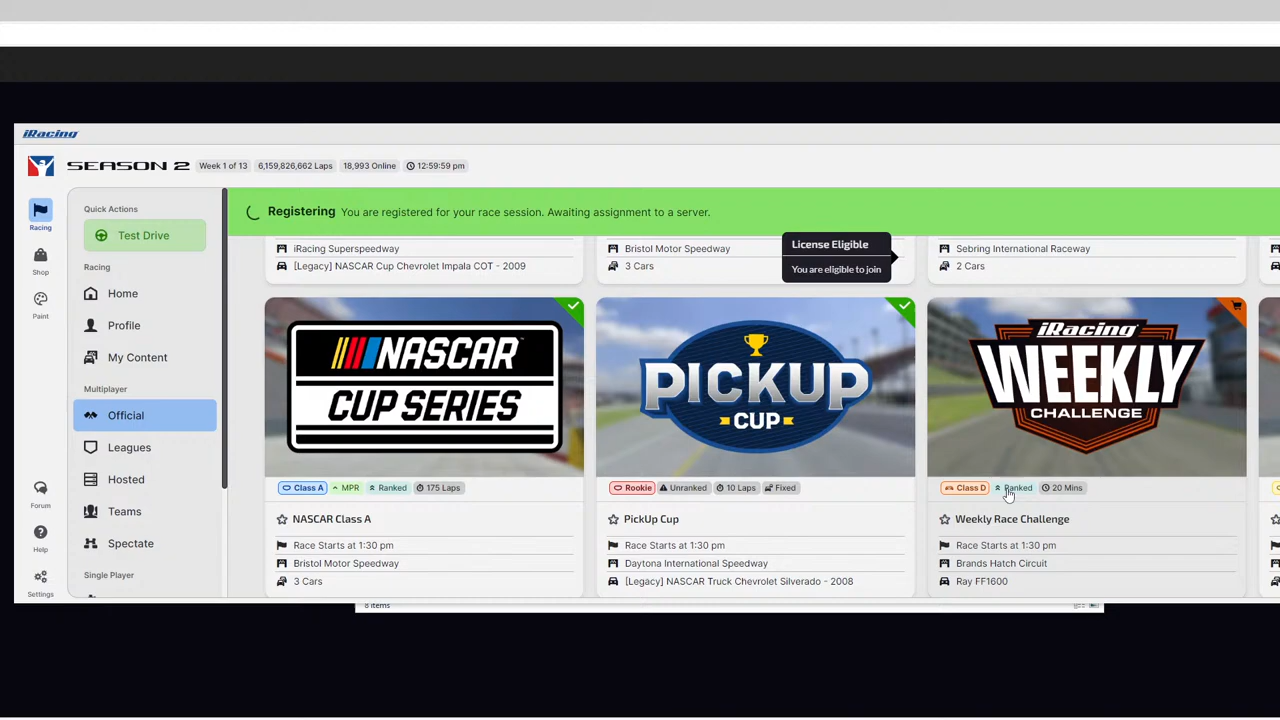 iRacing
SEASON 2
Week 1 of 13
6,159,826,662 Laps
18,993 Online
12:59:59 pm
Racing
Shop
Paint
Forum
Help
Settings
Quick Actions
Test Drive
Racing
Home
Profile
My Content
Multiplayer
Official
Leagues
Hosted
Teams
Spectate
Single Player
Registering You are registered for your race session. Awaiting assignment to a server.
iRacing Superspeedway
[Legacy] NASCAR Cup Chevrolet Impala COT - 2009
Bristol Motor Speedway
3 Cars
License Eligible
You are eligible to join
Sebring International Raceway
2 Cars
NASCAR
CUP SERIES
Class A
MPR
Ranked
175 Laps
NASCAR Class A
Race Starts at 1:30 pm
Bristol Motor Speedway
3 Cars
PICKUP
CUP
Rookie
Unranked
10 Laps
Fixed
PickUp Cup
Race Starts at 1:30 pm
Daytona International Speedway
[Legacy] NASCAR Truck Chevrolet Silverado - 2008
iRacing
WEEKLY
CHALLENGE
Class D
Ranked
20 Mins
Weekly Race Challenge
Race Starts at 1:30 pm
Brands Hatch Circuit
Ray FF1600
8 items